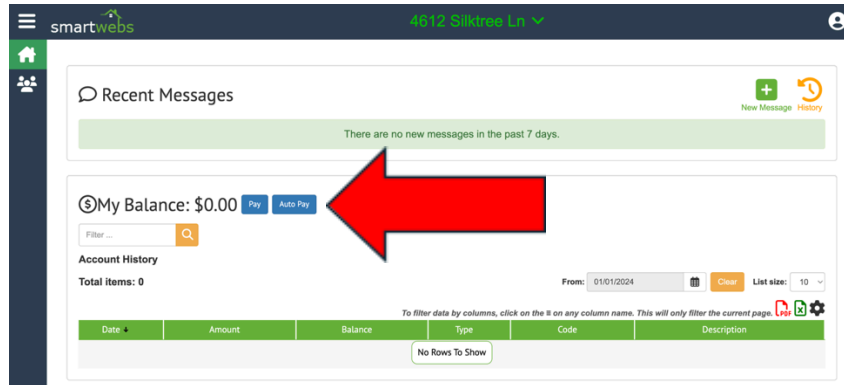 smartwebs
4612 Silktree Ln
Recent Messages
New Message
History
There are no new messages in the past 7 days.
My Balance: $0.00
Pay
Auto Pay
Filter ...
Account History
Total items: 0
From: 01/01/2024
Clear
List size: 10
To filter data by columns, click on the ≡ on any column name. This will only filter the current page.
PDF
X
Date
Amount
Balance
Type
Code
Description
No Rows To Show